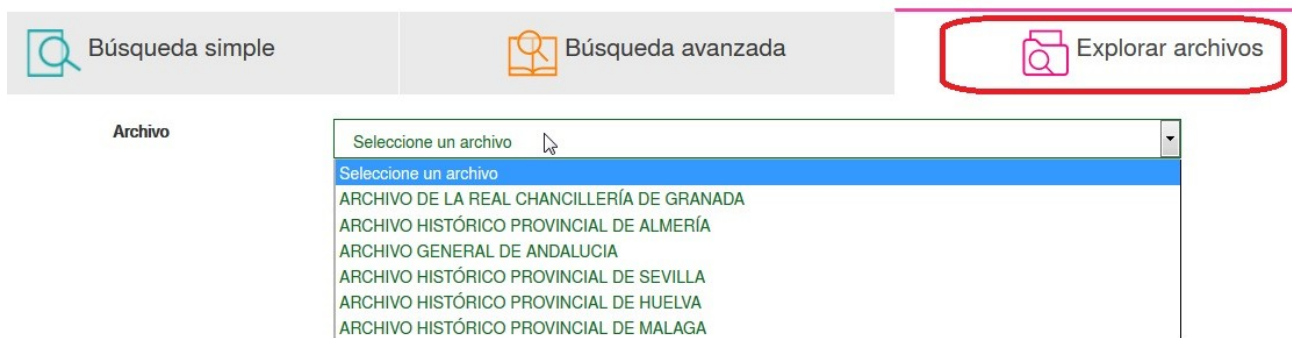 Búsqueda simple
Búsqueda avanzada
Explorar archivos
Archivo
Seleccione un archivo
Seleccione un archivo
ARCHIVO DE LA REAL CHANCILLERÍA DE GRANADA
ARCHIVO HISTÓRICO PROVINCIAL DE ALMERÍA
ARCHIVO GENERAL DE ANDALUCIA
ARCHIVO HISTÓRICO PROVINCIAL DE SEVILLA
ARCHIVO HISTÓRICO PROVINCIAL DE HUELVA
ARCHIVO HISTÓRICO PROVINCIAL DE MALAGA